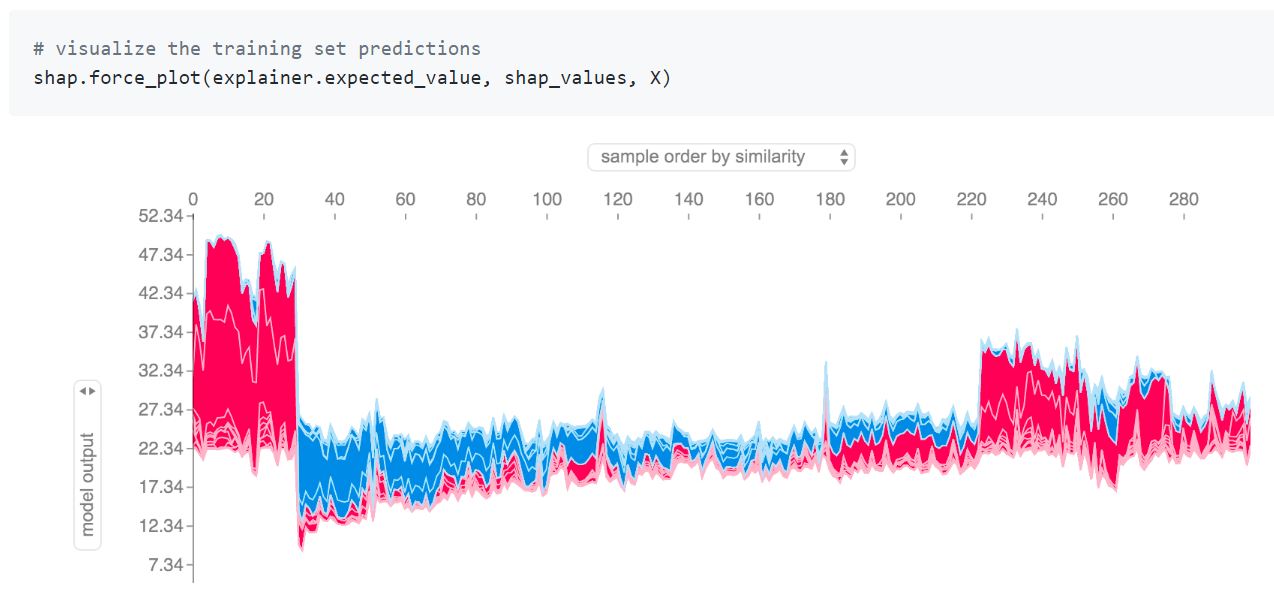 # visualize the training set predictions
shap.force_plot(explainer.expected_value, shap_values, X)
sample order by similarity
0 20 40 60 80 100 120 140 160 180 200 220 240 260 280
52.34
47.34
42.34
37.34
32.34
27.34
22.34
17.34
12.34
7.34
model output